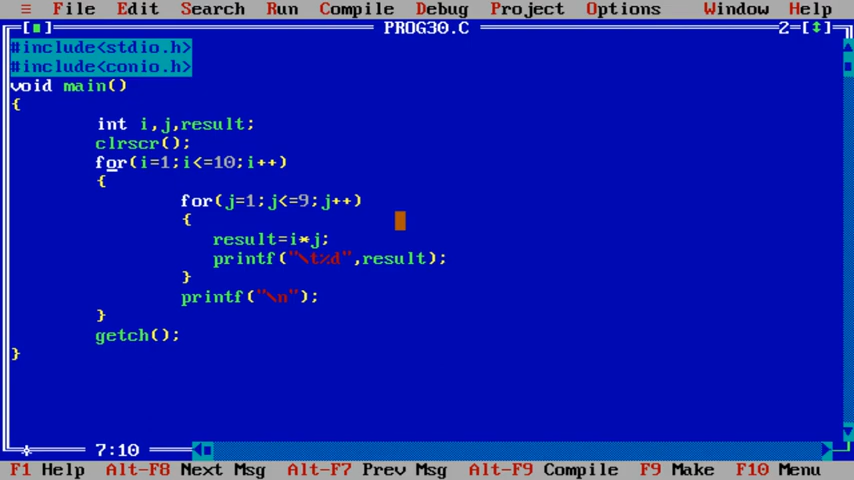 ≡ File Edit Search Run Compile Debug Project Options Window Help
[■] PROG30.C 2=[↕]
#include<stdio.h>
#include<conio.h>
void main()
{
int i,j,result;
clrscr();
for(i=1;i<=10;i++)
{
for(j=1;j<=9;j++)
{
result=i*j;
printf("\t%d",result);
}
printf("\n");
}
getch();
}
* 7:10
F1 Help Alt-F8 Next Msg Alt-F7 Prev Msg Alt-F9 Compile F9 Make F10 Menu